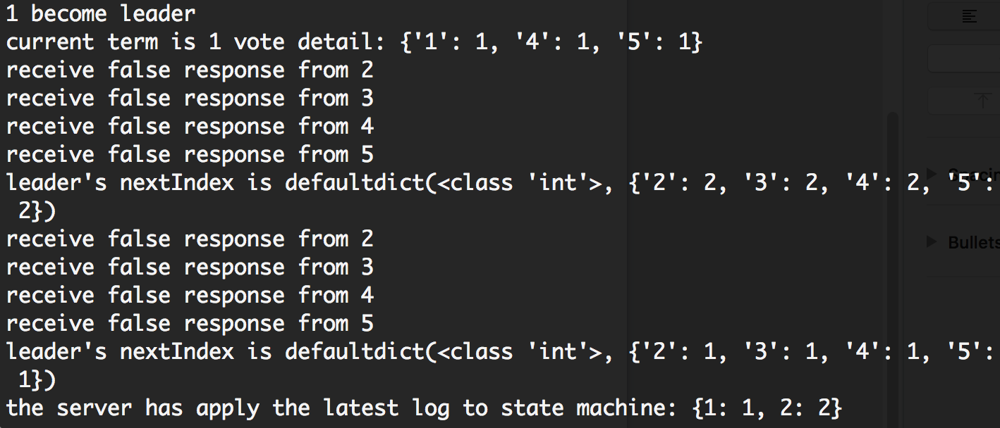 1 become leader
current term is 1 vote detail: {'1': 1, '4': 1, '5': 1}
receive false response from 2
receive false response from 3
receive false response from 4
receive false response from 5
leader's nextIndex is defaultdict(<class 'int'>, {'2': 2, '3': 2, '4': 2, '5':
2})
receive false response from 2
receive false response from 3
receive false response from 4
receive false response from 5
leader's nextIndex is defaultdict(<class 'int'>, {'2': 1, '3': 1, '4': 1, '5':
1})
the server has apply the latest log to state machine: {1: 1, 2: 2}
Bullets